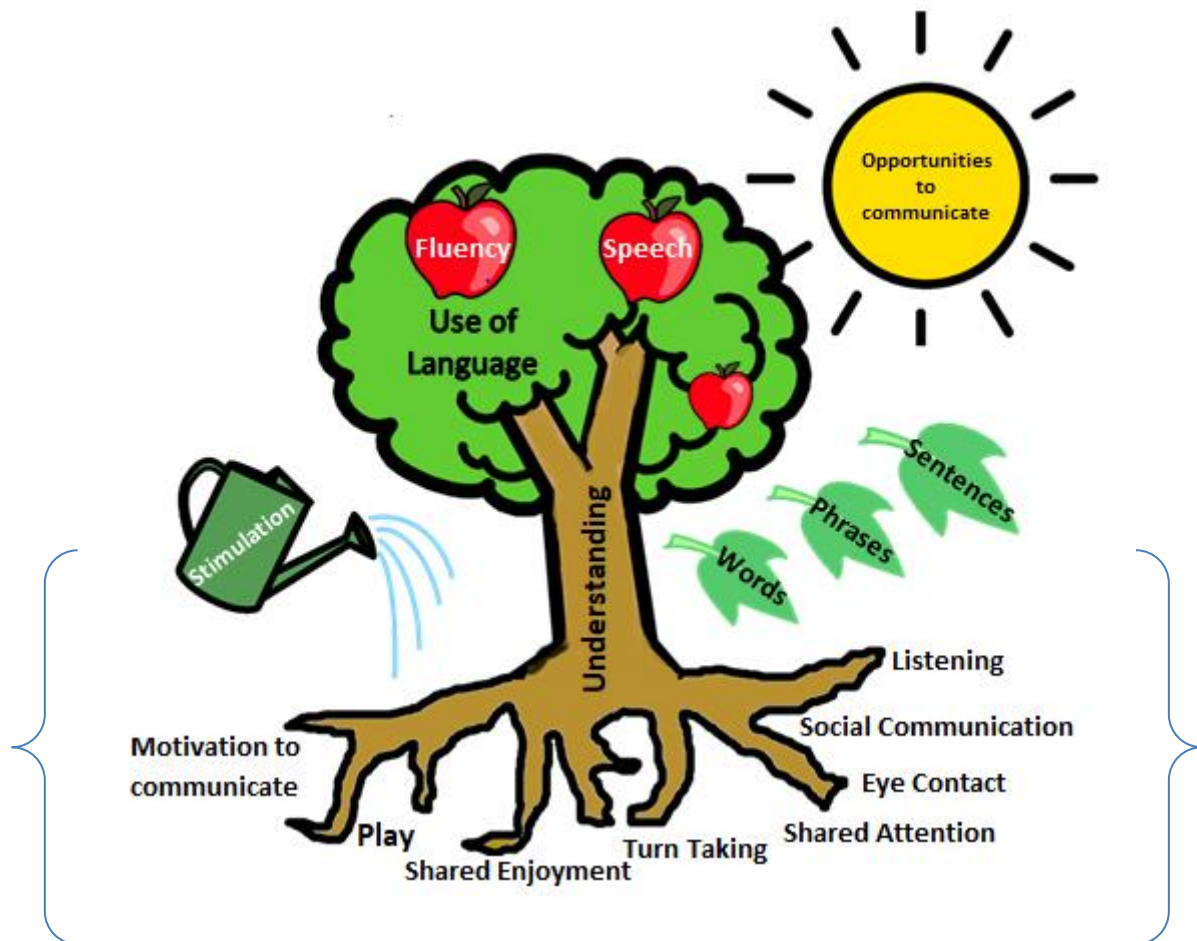 Opportunities
to
communicate
Fluency
Speech
Use of
Language
Stimulation
Understanding
Sentences
Phrases
Words
Listening
Social Communication
Motivation to
communicate
Eye Contact
Play
Shared Enjoyment
Turn Taking
Shared Attention